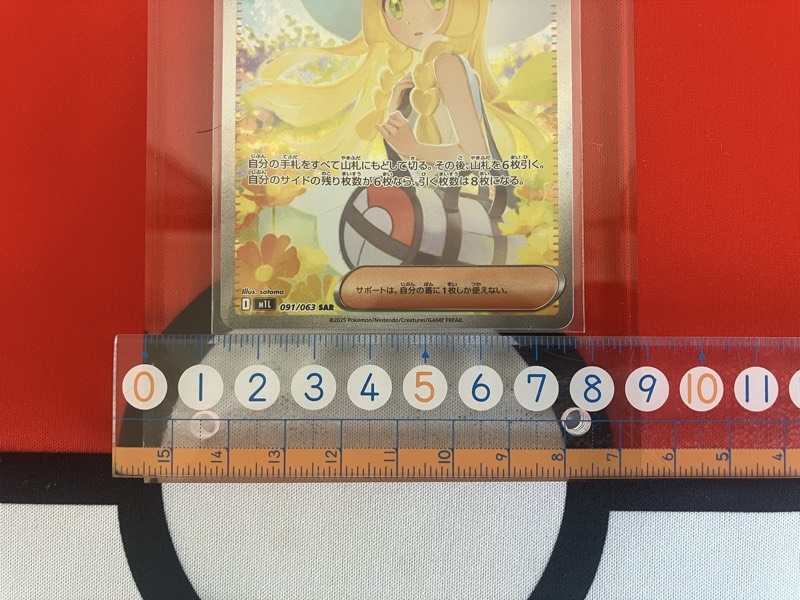 自分の手札をすべて山札にもどして切る。その後、山札を6枚引く。
自分のサイドの残り枚数が6枚なら、引く枚数は8枚になる。
サポートは、自分の番に1枚しか使えない。
Illus. satoma
I M1L 091/063 SAR
©2025 Pokémon/Nintendo/Creatures/GAME FREAK.
0 1 2 3 4 5 6 7 8 9 10 11
15 14 13 12 11 10 9 8 7 6 5 4